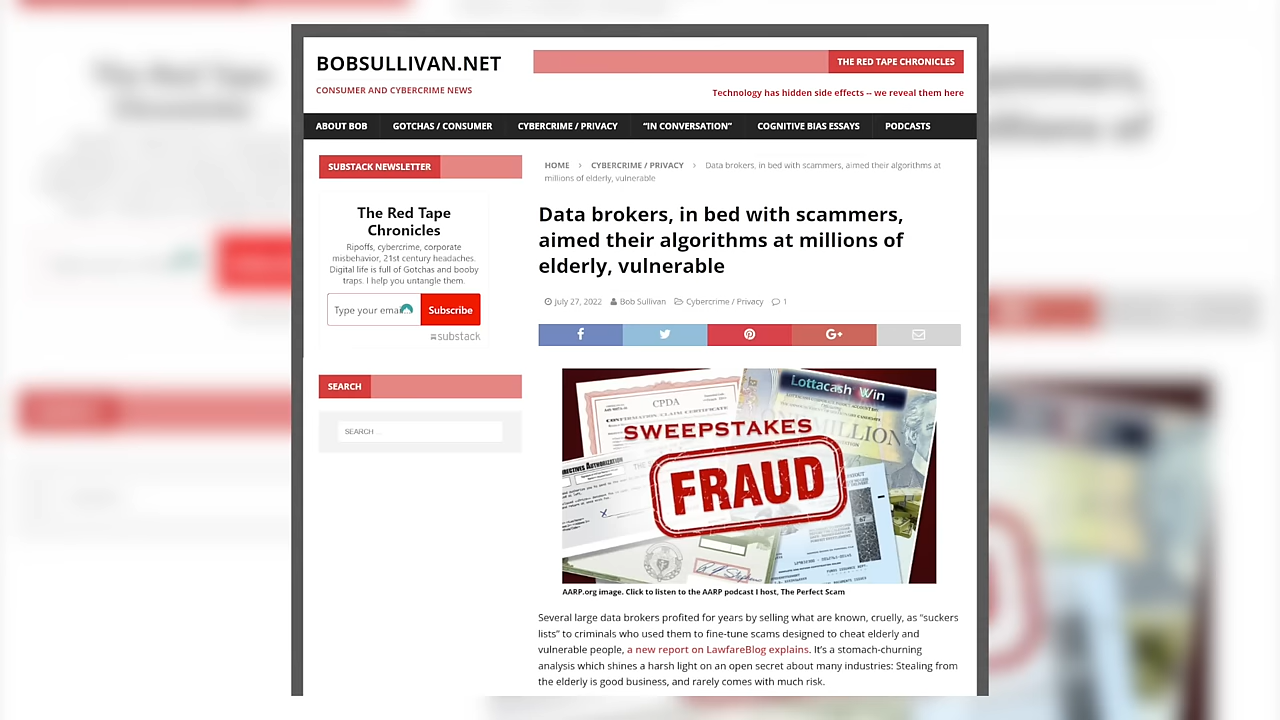 BOBSULLIVAN.NET
CONSUMER AND CYBERCRIME NEWS
THE RED TAPE CHRONICLES
Technology has hidden side effects -- we reveal them here
ABOUT BOB GOTCHAS / CONSUMER CYBERCRIME / PRIVACY "IN CONVERSATION" COGNITIVE BIAS ESSAYS PODCASTS
SUBSTACK NEWSLETTER
The Red Tape
Chronicles
Ripoffs, cybercrime, corporate
misbehavior, 21st century headaches.
Digital life is full of Gotchas and booby
traps. I help you untangle them.
Type your ema
Subscribe
substack
SEARCH
SEARCH …
HOME › CYBERCRIME / PRIVACY › Data brokers, in bed with scammers, aimed their algorithms at
millions of elderly, vulnerable
Data brokers, in bed with scammers,
aimed their algorithms at millions of
elderly, vulnerable
July 27, 2022 Bob Sullivan Cybercrime / Privacy 1
CPDA
CONFIRMATION, CLAIM CERTIFICATE
Lottacash Win
MILLION
SWEEPSTAKES
FRAUD
AARP.org image. Click to listen to the AARP podcast I host, The Perfect Scam
Several large data brokers profited for years by selling what are known, cruelly, as "suckers
lists" to criminals who used them to fine-tune scams designed to cheat elderly and
vulnerable people, a new report on LawfareBlog explains. It's a stomach-churning
analysis which shines a harsh light on an open secret about many industries: Stealing from
the elderly is good business, and rarely comes with much risk.